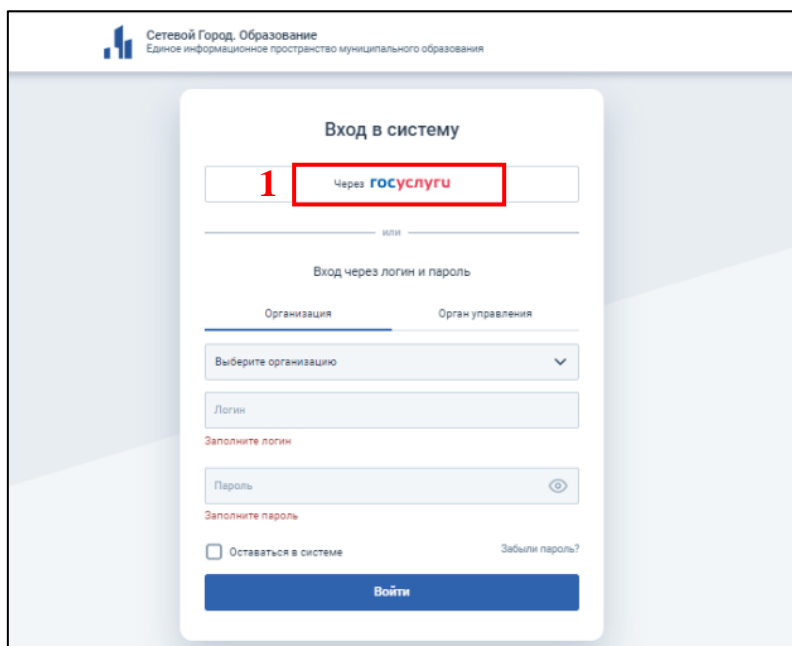 Сетевой Город. Образование
Единое информационное пространство муниципального образования
Вход в систему
1
Через госуслуги
или
Вход через логин и пароль
Организация Орган управления
Выберите организацию
Логин
Заполните логин
Пароль
Заполните пароль
Оставаться в системе Забыли пароль?
Войти